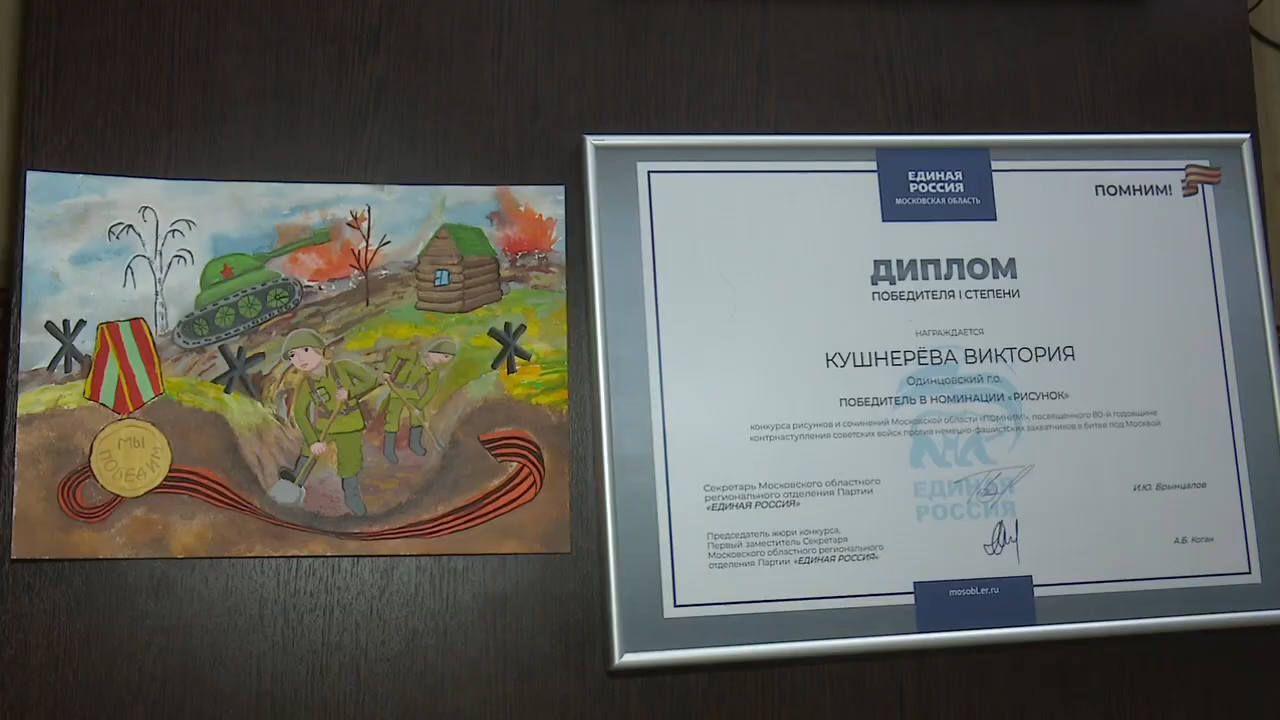 МЫ
ПОБЕДИМ
ЕДИНАЯ
РОССИЯ
МОСКОВСКАЯ ОБЛАСТЬ
ПОМНИМ!
ДИПЛОМ
ПОБЕДИТЕЛЯ I СТЕПЕНИ
НАГРАЖДАЕТСЯ
КУШНЕРЁВА ВИКТОРИЯ
Одинцовский г.о.
ПОБЕДИТЕЛЬ В НОМИНАЦИИ «РИСУНОК»
конкурса рисунков и сочинений Московской области «ПОМНИМ!», посвященного 80-й годовщине
контрнаступления советских войск против немецко-фашистских захватчиков в битве под Москвой
ЕДИНАЯ
РОССИЯ
Секретарь Московского областного
регионального отделения Партии
«ЕДИНАЯ РОССИЯ»
И.Ю. Брынцалов
Председатель жюри конкурса,
Первый заместитель Секретаря
Московского областного регионального
отделения Партии «ЕДИНАЯ РОССИЯ»
А.Б. Коган
mosobl.er.ru